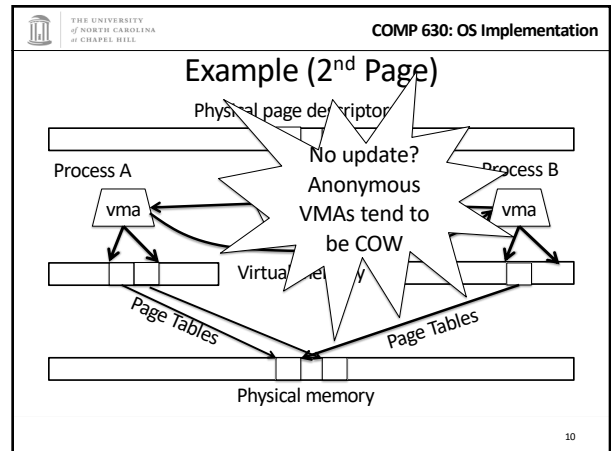 THE UNIVERSITY
of NORTH CAROLINA
at CHAPEL HILL
COMP 630: OS Implementation
Example (2nd Page)
Physical page descriptor
No update?
Anonymous
VMAs tend to
be COW
Process A
Process B
vma
vma
Virtual
Page Tables
Page Tables
Physical memory
10